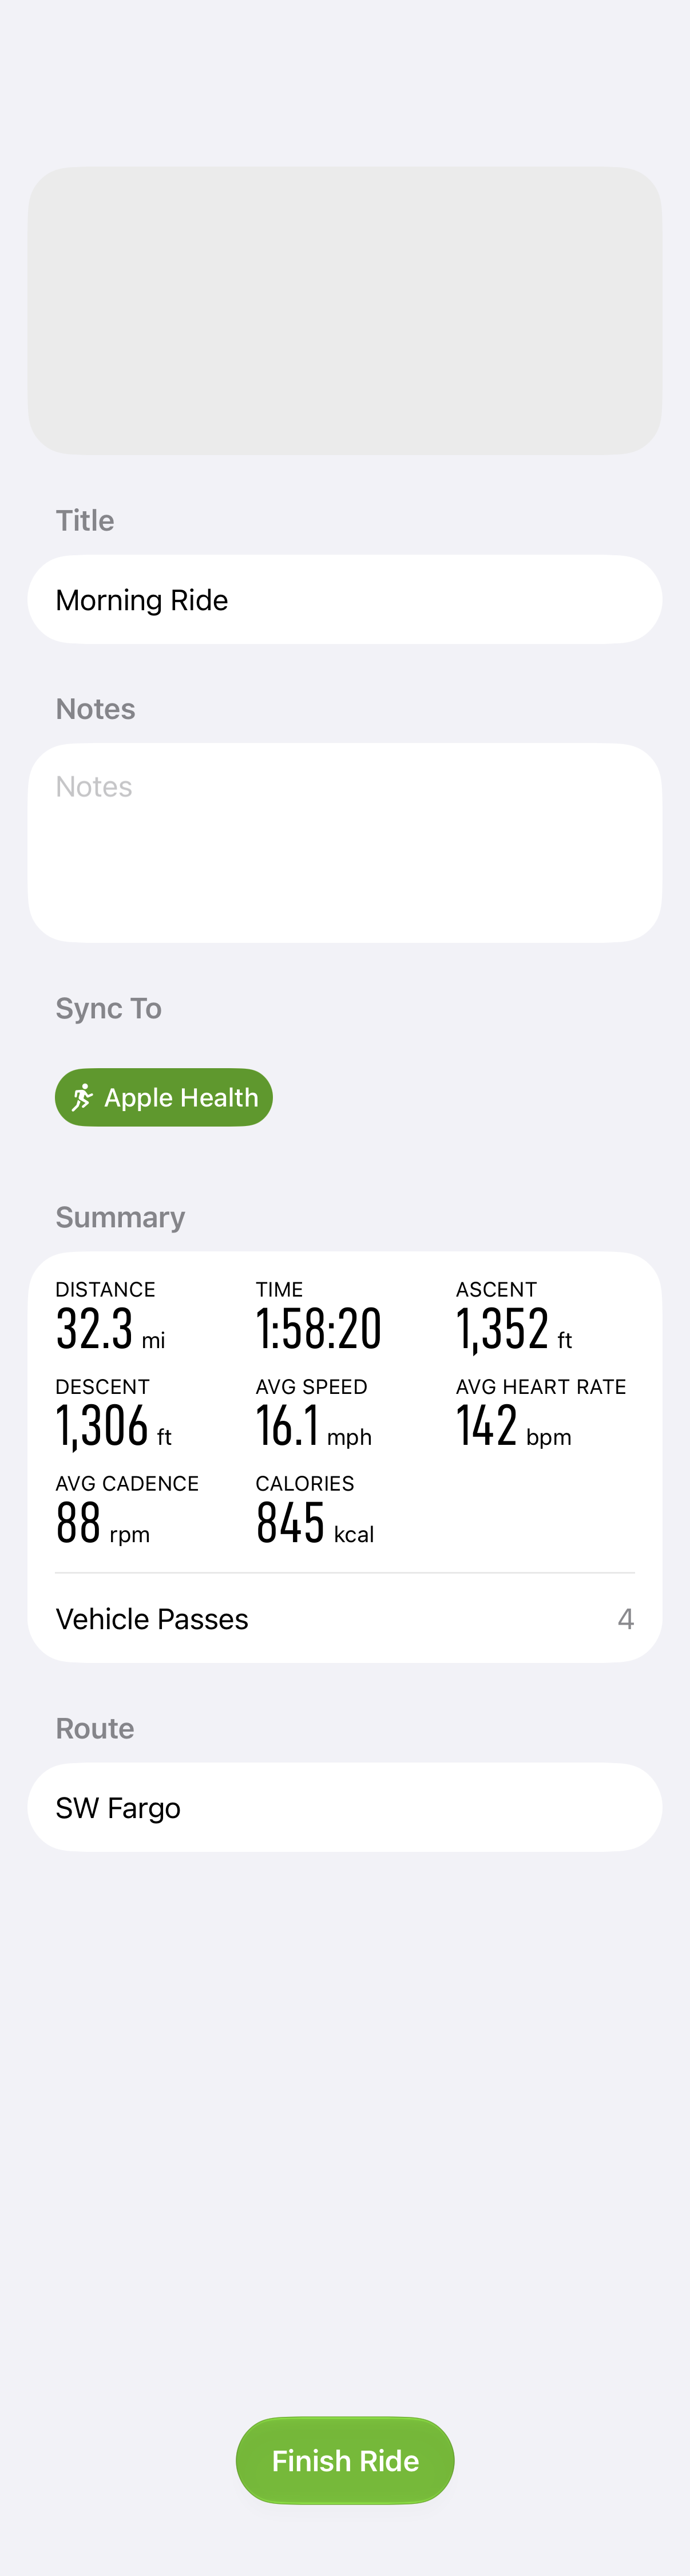 Title
Morning Ride
Notes
Notes
Sync To
Apple Health
Summary
DISTANCE TIME ASCENT
32.3 mi 1:58:20 1,352 ft
DESCENT AVG SPEED AVG HEART RATE
1,306 ft 16.1 mph 142 bpm
AVG CADENCE CALORIES
88 rpm 845 kcal
Vehicle Passes 4
Route
SW Fargo
Finish Ride